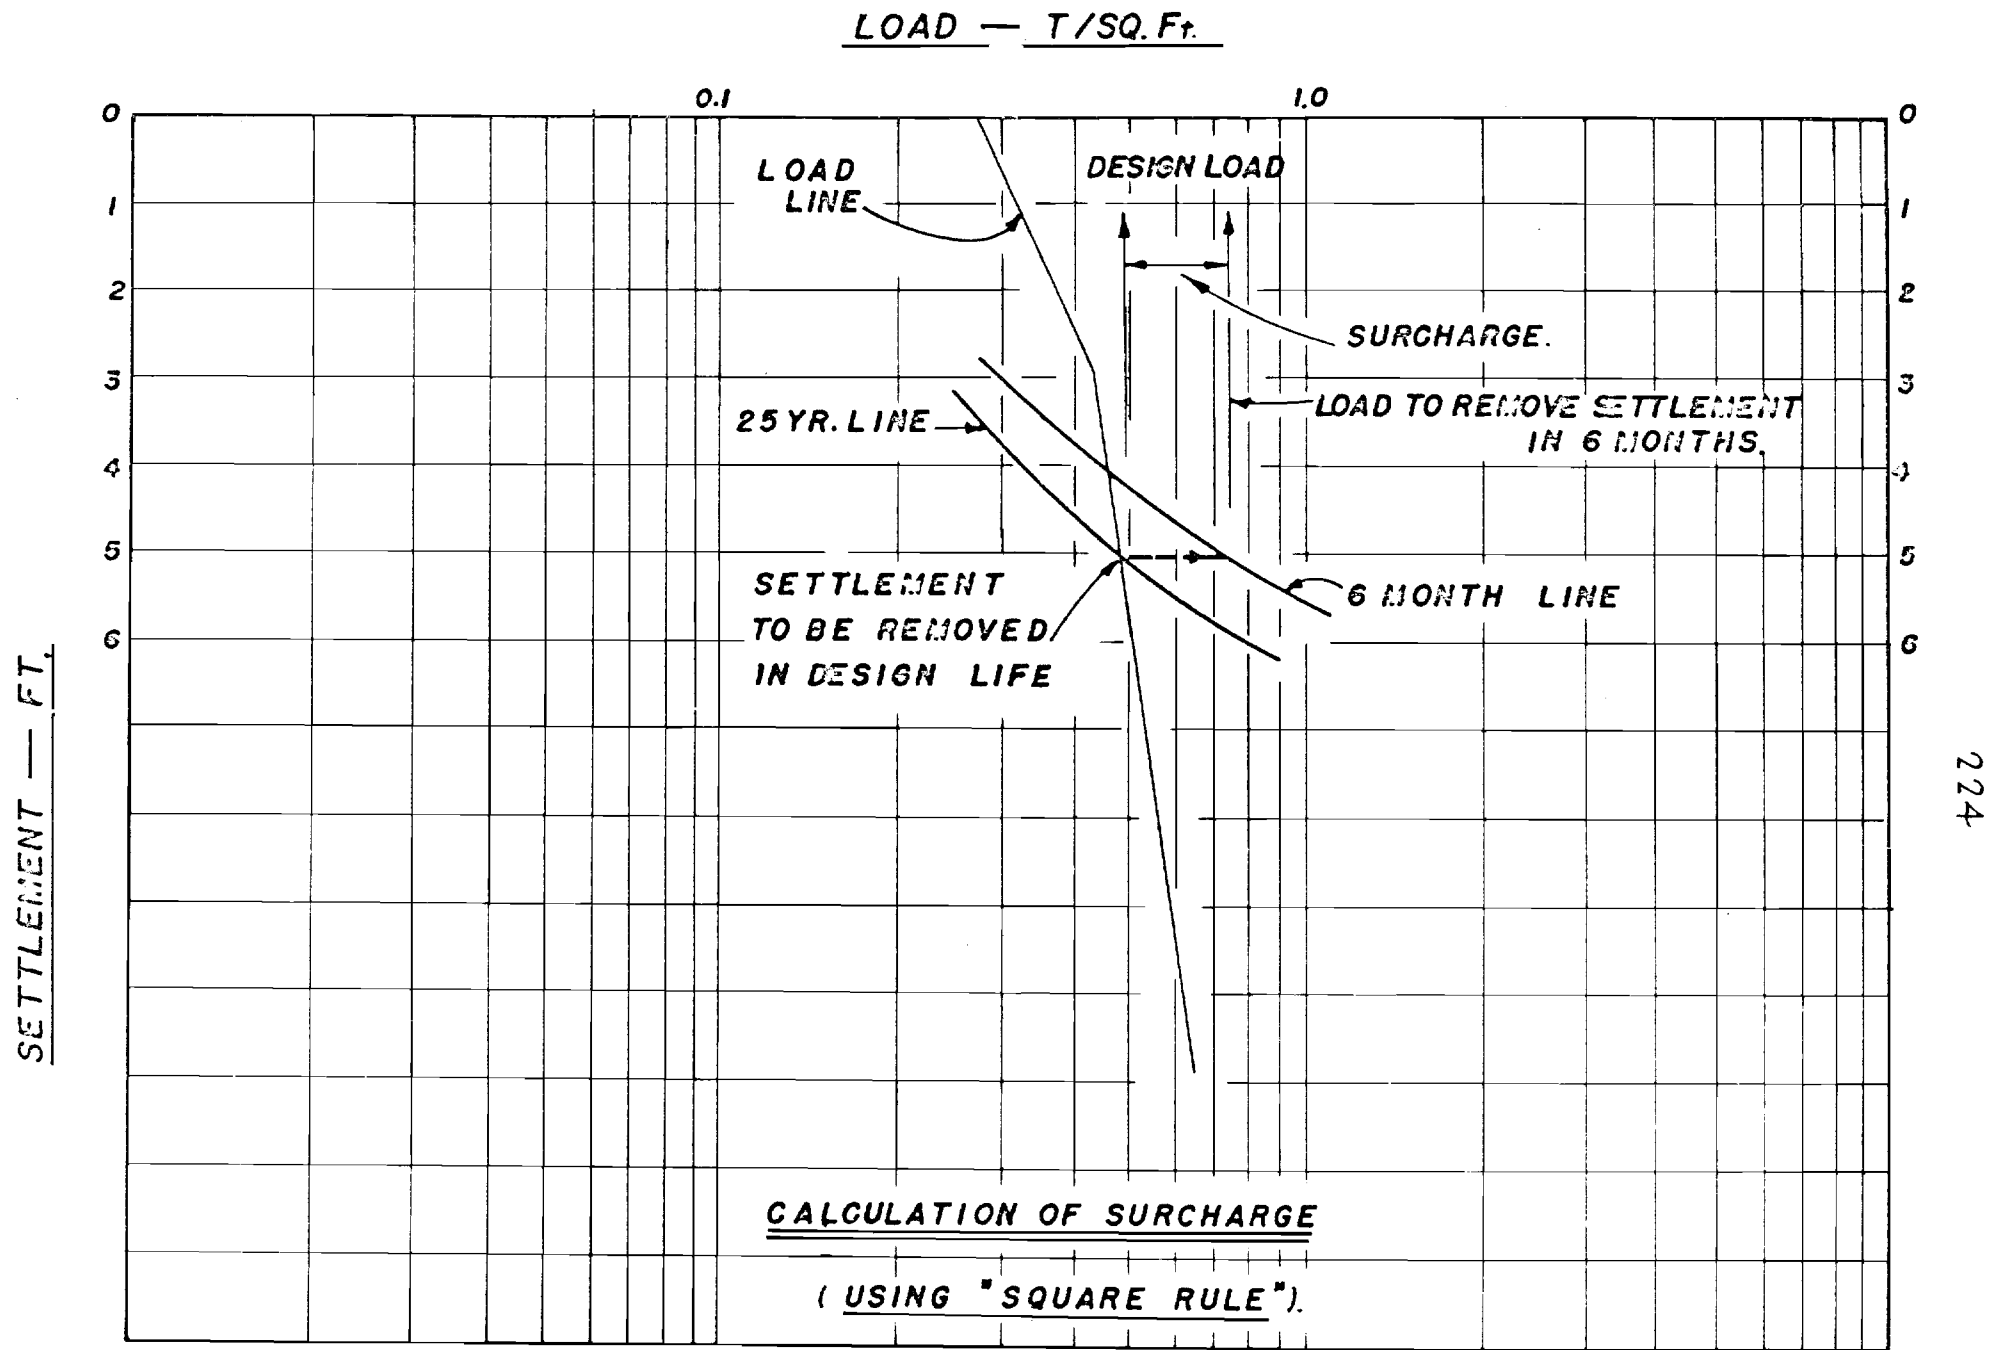 LOAD — T/SQ. Ft.
0.1
1.0
0
0
LOAD
LINE
DESIGN LOAD
1
1
2
2
SURCHARGE.
3
3
25 YR. LINE
LOAD TO REMOVE SETTLEMENT
IN 6 MONTHS.
4
4
5
5
SETTLEMENT
TO BE REMOVED
IN DESIGN LIFE
6 MONTH LINE
6
6
SETTLEMENT — FT.
224
CALCULATION OF SURCHARGE
( USING "SQUARE RULE").